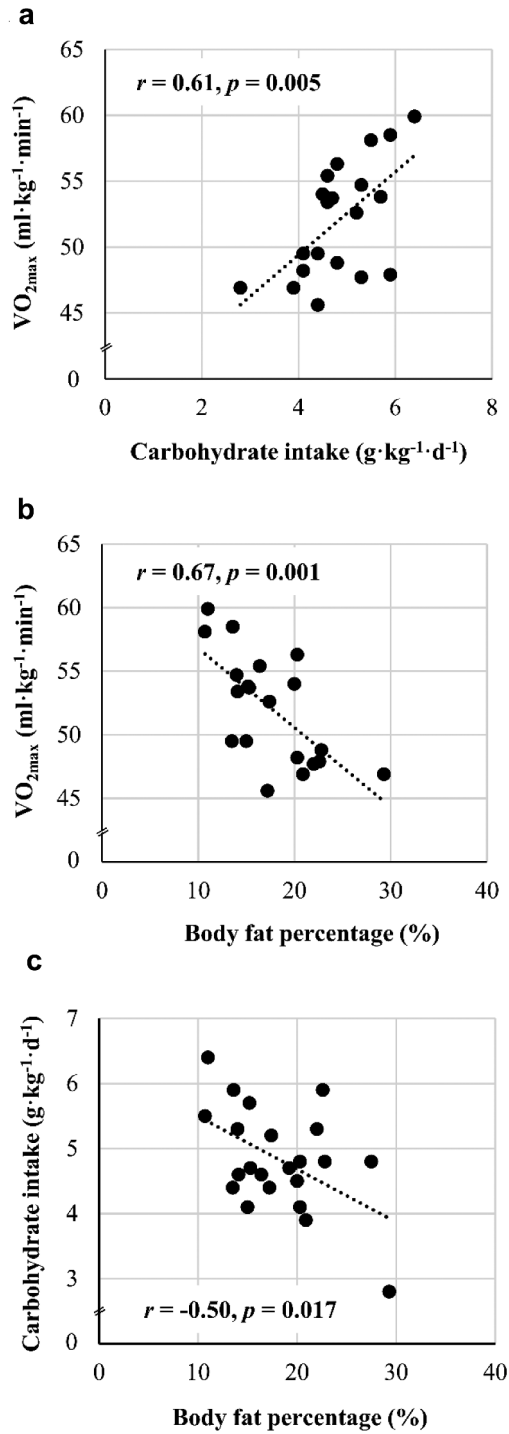 a
r = 0.61, p = 0.005
VO2max (ml·kg-1·min-1)
65
60
55
50
45
0
0 2 4 6 8
Carbohydrate intake (g·kg-1·d-1)
b
r = 0.67, p = 0.001
VO2max (ml·kg-1·min-1)
65
60
55
50
45
0
0 10 20 30 40
Body fat percentage (%)
c
Carbohydrate intake (g·kg-1·d-1)
7
6
5
4
3
0
r = -0.50, p = 0.017
0 10 20 30 40
Body fat percentage (%)